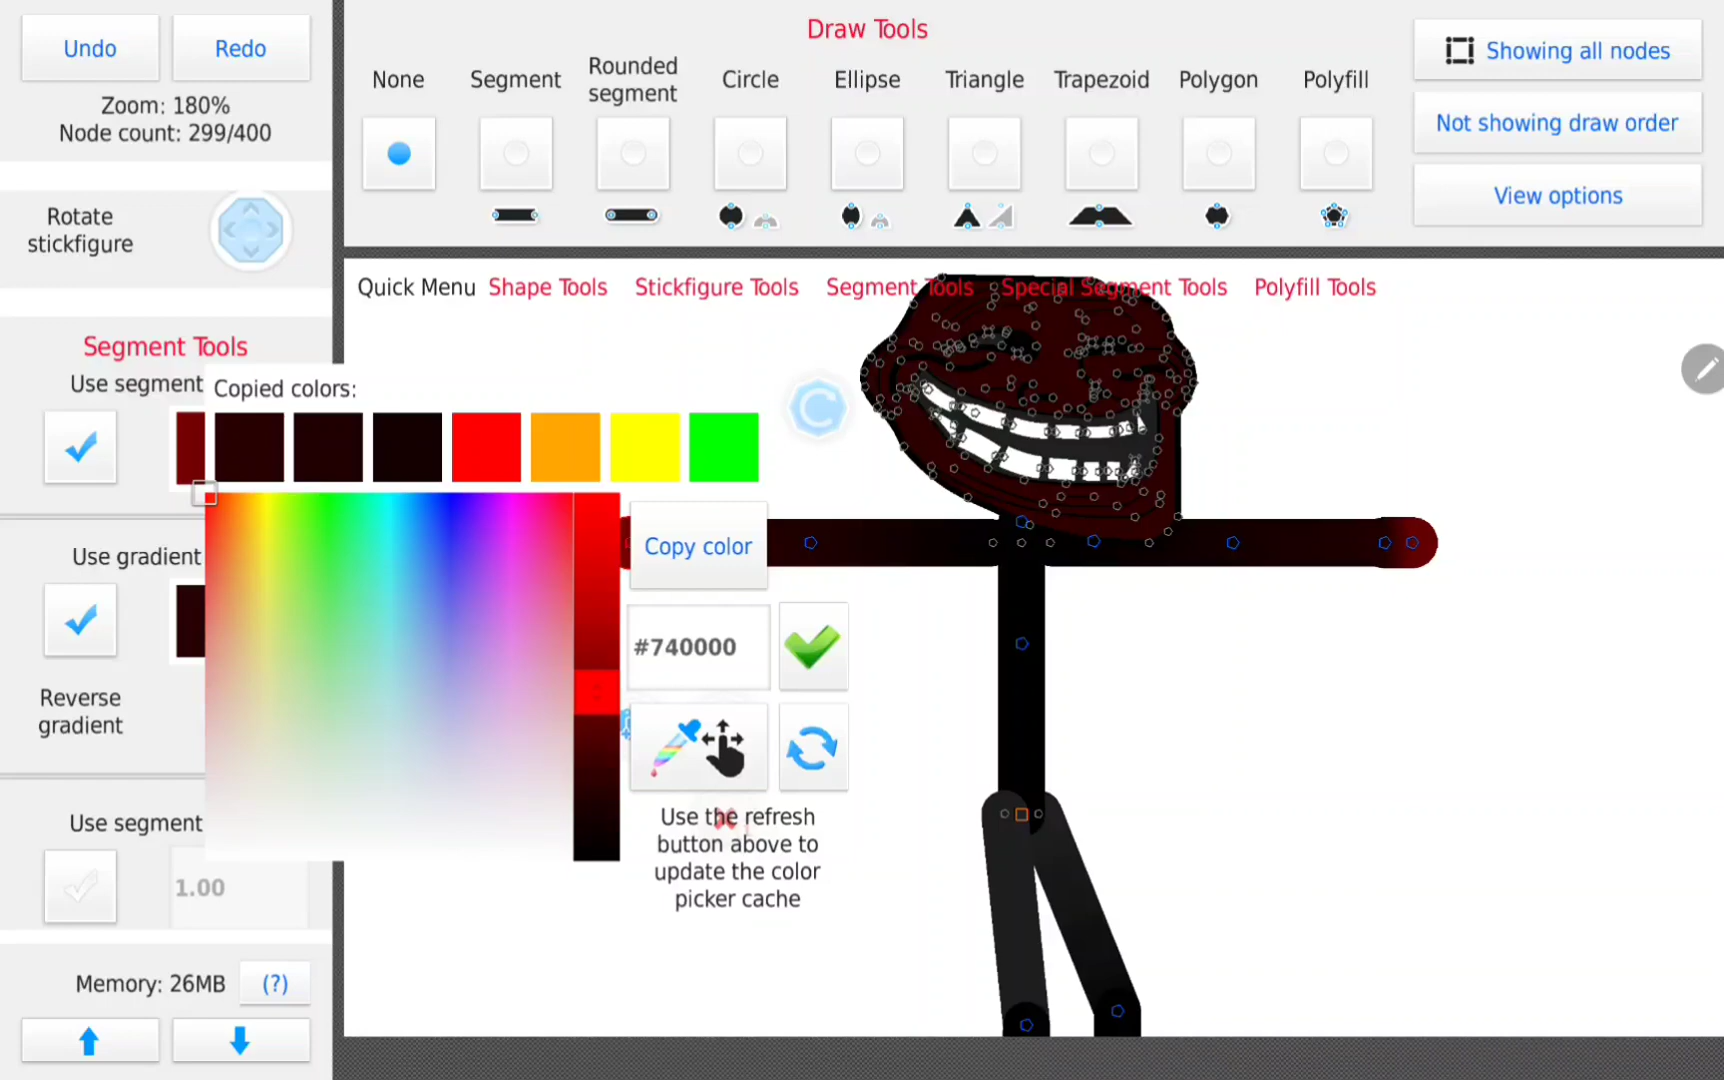 Undo
Redo
Zoom: 180%
Node count: 299/400
Rotate
stickfigure
Segment Tools
Use segment
Use gradient
Reverse
gradient
Use segment
1.00
Memory: 26MB
(?)
Draw Tools
None
Segment
Rounded
segment
Circle
Ellipse
Triangle
Trapezoid
Polygon
Polyfill
Showing all nodes
Not showing draw order
View options
Quick Menu
Shape Tools
Stickfigure Tools
Segment Tools
Special Segment Tools
Polyfill Tools
Copied colors:
Copy color
#740000
Use the refresh
button above to
update the color
picker cache